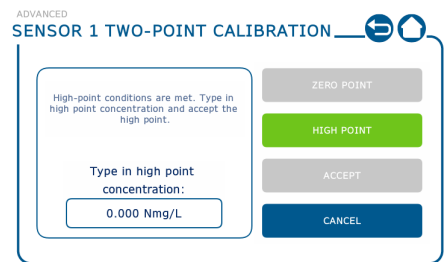 ADVANCED
SENSOR 1 TWO-POINT CALIBRATION
High-point conditions are met. Type in
high point concentration and accept the
high point.
Type in high point
concentration:
0.000 Nmg/L
ZERO POINT
HIGH POINT
ACCEPT
CANCEL